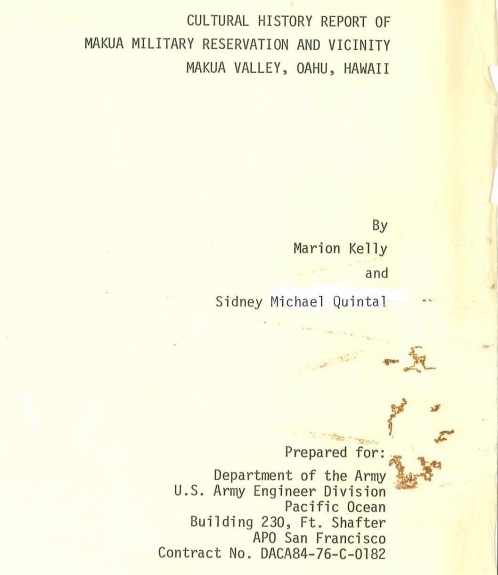 CULTURAL HISTORY REPORT OF
MAKUA MILITARY RESERVATION AND VICINITY
MAKUA VALLEY, OAHU, HAWAII
By
Marion Kelly
and
Sidney Michael Quintal
Prepared for:
Department of the Army
U.S. Army Engineer Division
Pacific Ocean
Building 230, Ft. Shafter
APO San Francisco
Contract No. DACA84-76-C-0182